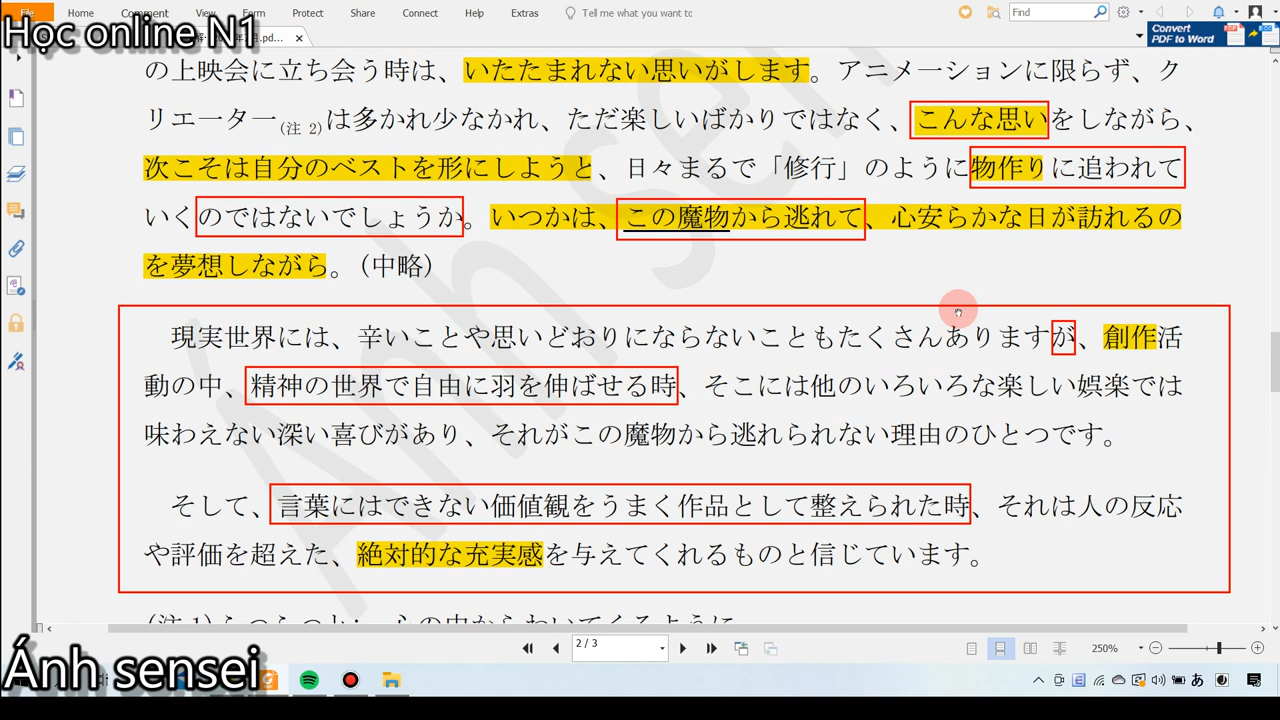 File Home Comment View Form Protect Share Connect Help Extras Tell me what you want to Find
Học online N1
月.pd...
Convert
PDF to Word
の上映会に立ち会う時は、いたたまれない思いがします。アニメーションに限らず、ク
リエーター(注 2)は多かれ少なかれ、ただ楽しいばかりではなく、こんな思いをしながら、
次こそは自分のベストを形にしようと、日々まるで「修行」のように物作りに追われて
いくのではないでしょうか。いつかは、この魔物から逃れて、心安らかな日が訪れるの
を夢想しながら。（中略）
現実世界には、辛いことや思いどおりにならないこともたくさんありますが、創作活
動の中、精神の世界で自由に羽を伸ばせる時、そこには他のいろいろな楽しい娯楽では
味わえない深い喜びがあり、それがこの魔物から逃れられない理由のひとつです。
そして、言葉にはできない価値観をうまく作品として整えられた時、それは人の反応
や評価を超えた、絶対的な充実感を与えてくれるものと信じています。
Ánh sen
2 / 3
250%
Ánh sensei
あ